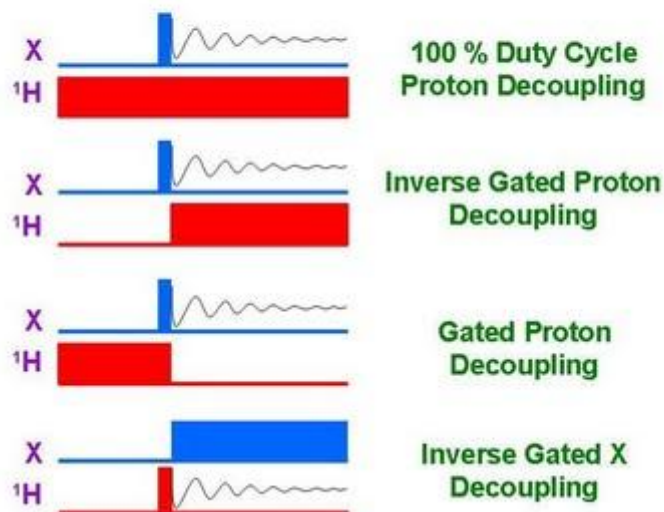 X
¹H
100 % Duty Cycle
Proton Decoupling
X
¹H
Inverse Gated Proton
Decoupling
X
¹H
Gated Proton
Decoupling
X
¹H
Inverse Gated X
Decoupling